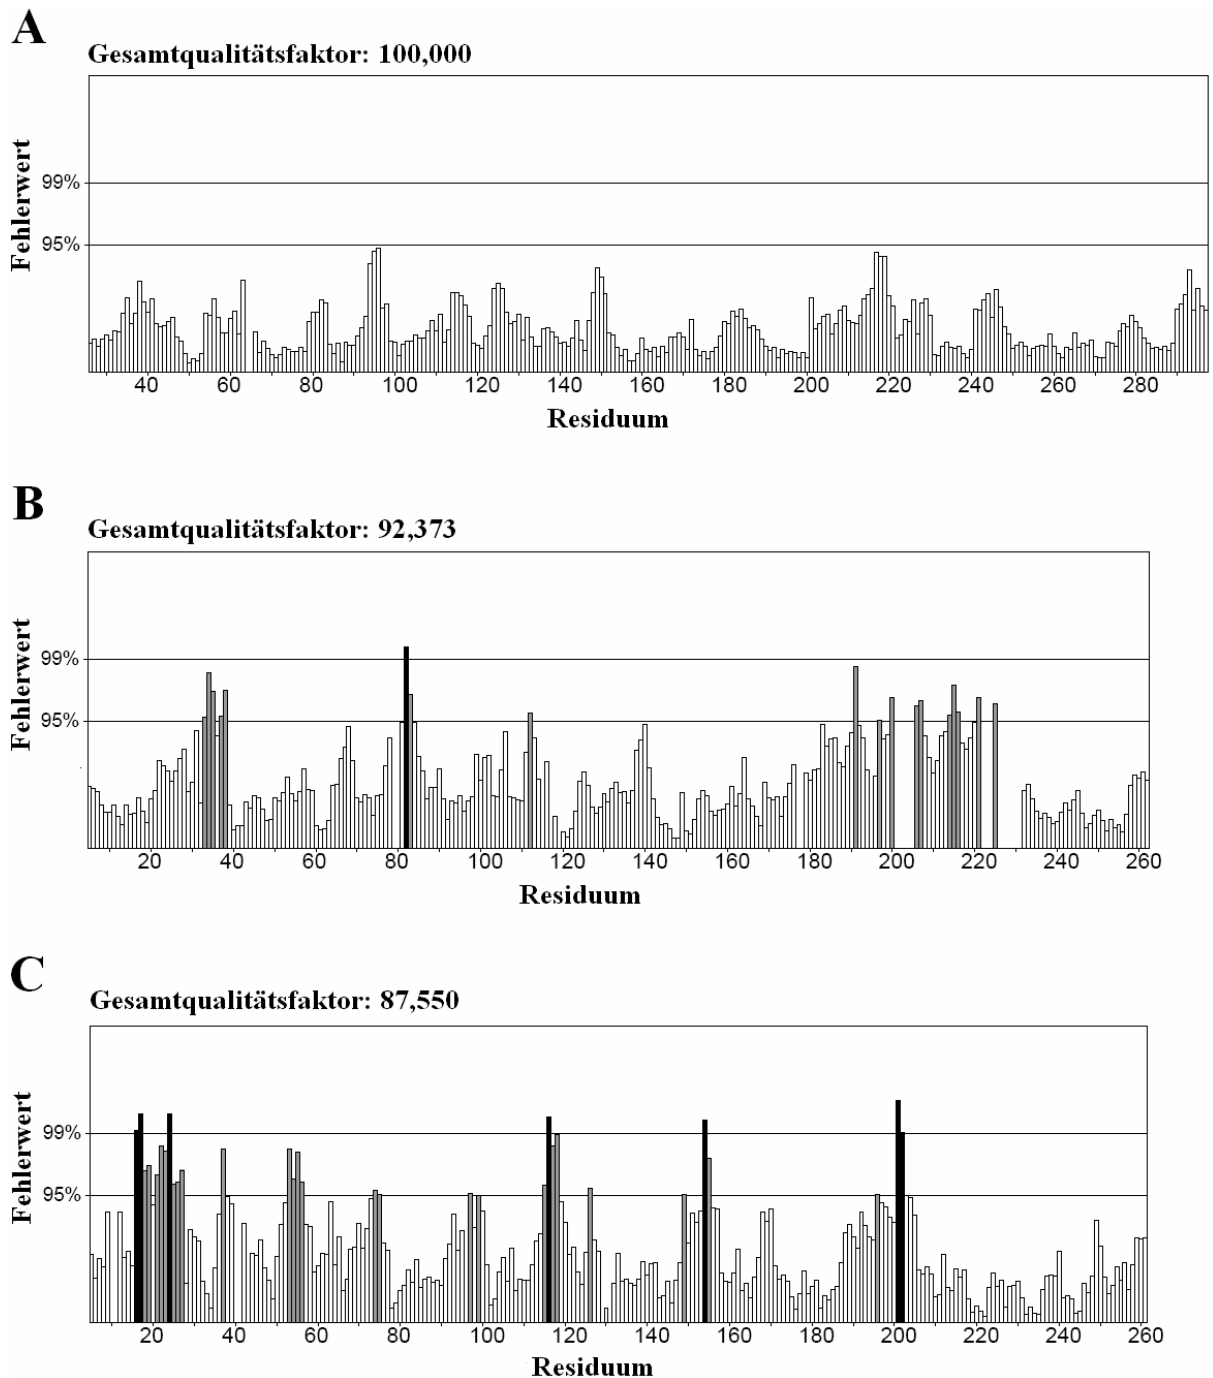 A
Gesamtqualitätsfaktor: 100,000
Fehlerwert
99%
95%
40 60 80 100 120 140 160 180 200 220 240 260 280
Residuum
B
Gesamtqualitätsfaktor: 92,373
Fehlerwert
99%
95%
20 40 60 80 100 120 140 160 180 200 220 240 260
Residuum
C
Gesamtqualitätsfaktor: 87,550
Fehlerwert
99%
95%
20 40 60 80 100 120 140 160 180 200 220 240 260
Residuum